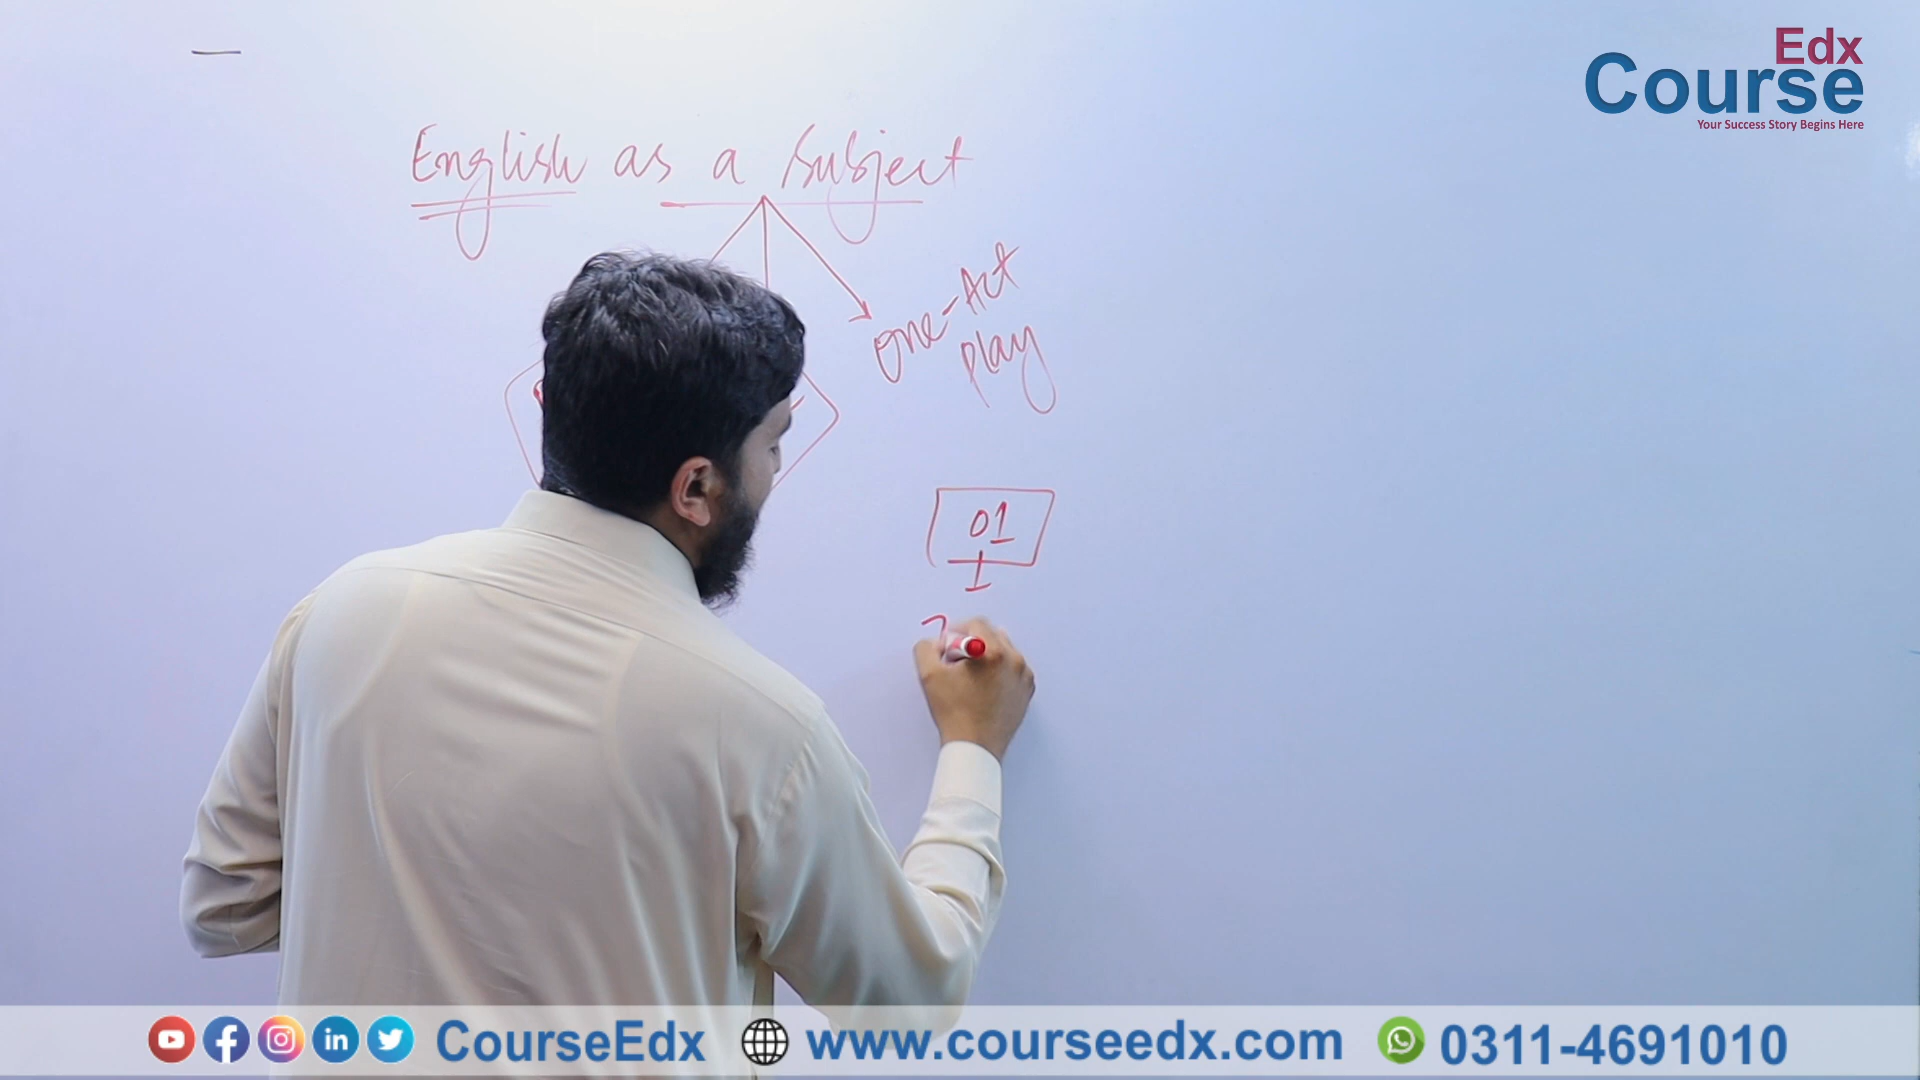 Edx
Course
Your Success Story Begins Here
English as a subject
one-Act
play
01
CourseEdx www.courseedx.com 0311-4691010